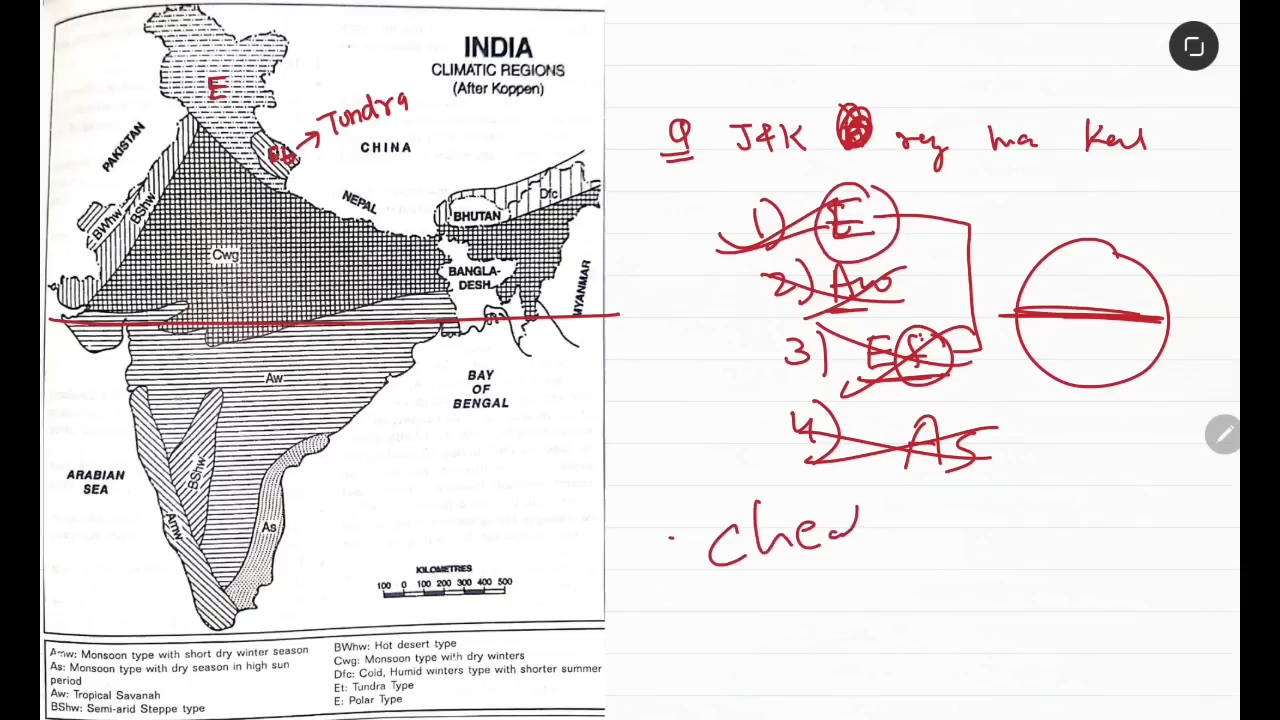 INDIA
CLIMATIC REGIONS
(After Koppen)
E
Tundra
PAKISTAN
CHINA
NEPAL
BWhw
BShw
Dfc
BHUTAN
Cwg
BANGLA-
DESH
MYANMAR
Aw
BAY
OF
BENGAL
ARABIAN
SEA
BShw
Amw
As
KILOMETRES
100 0 100 200 300 400 500
Amw: Monsoon type with short dry winter season
As: Monsoon type with dry season in high sun
period
Aw: Tropical Savanah
BShw: Semi-arid Steppe type
BWhw: Hot desert type
Cwg: Monsoon type with dry winters
Dfc: Cold, Humid winters type with shorter summer
Et: Tundra Type
E: Polar Type
Q J&K
1) E
2)
3)
4) As